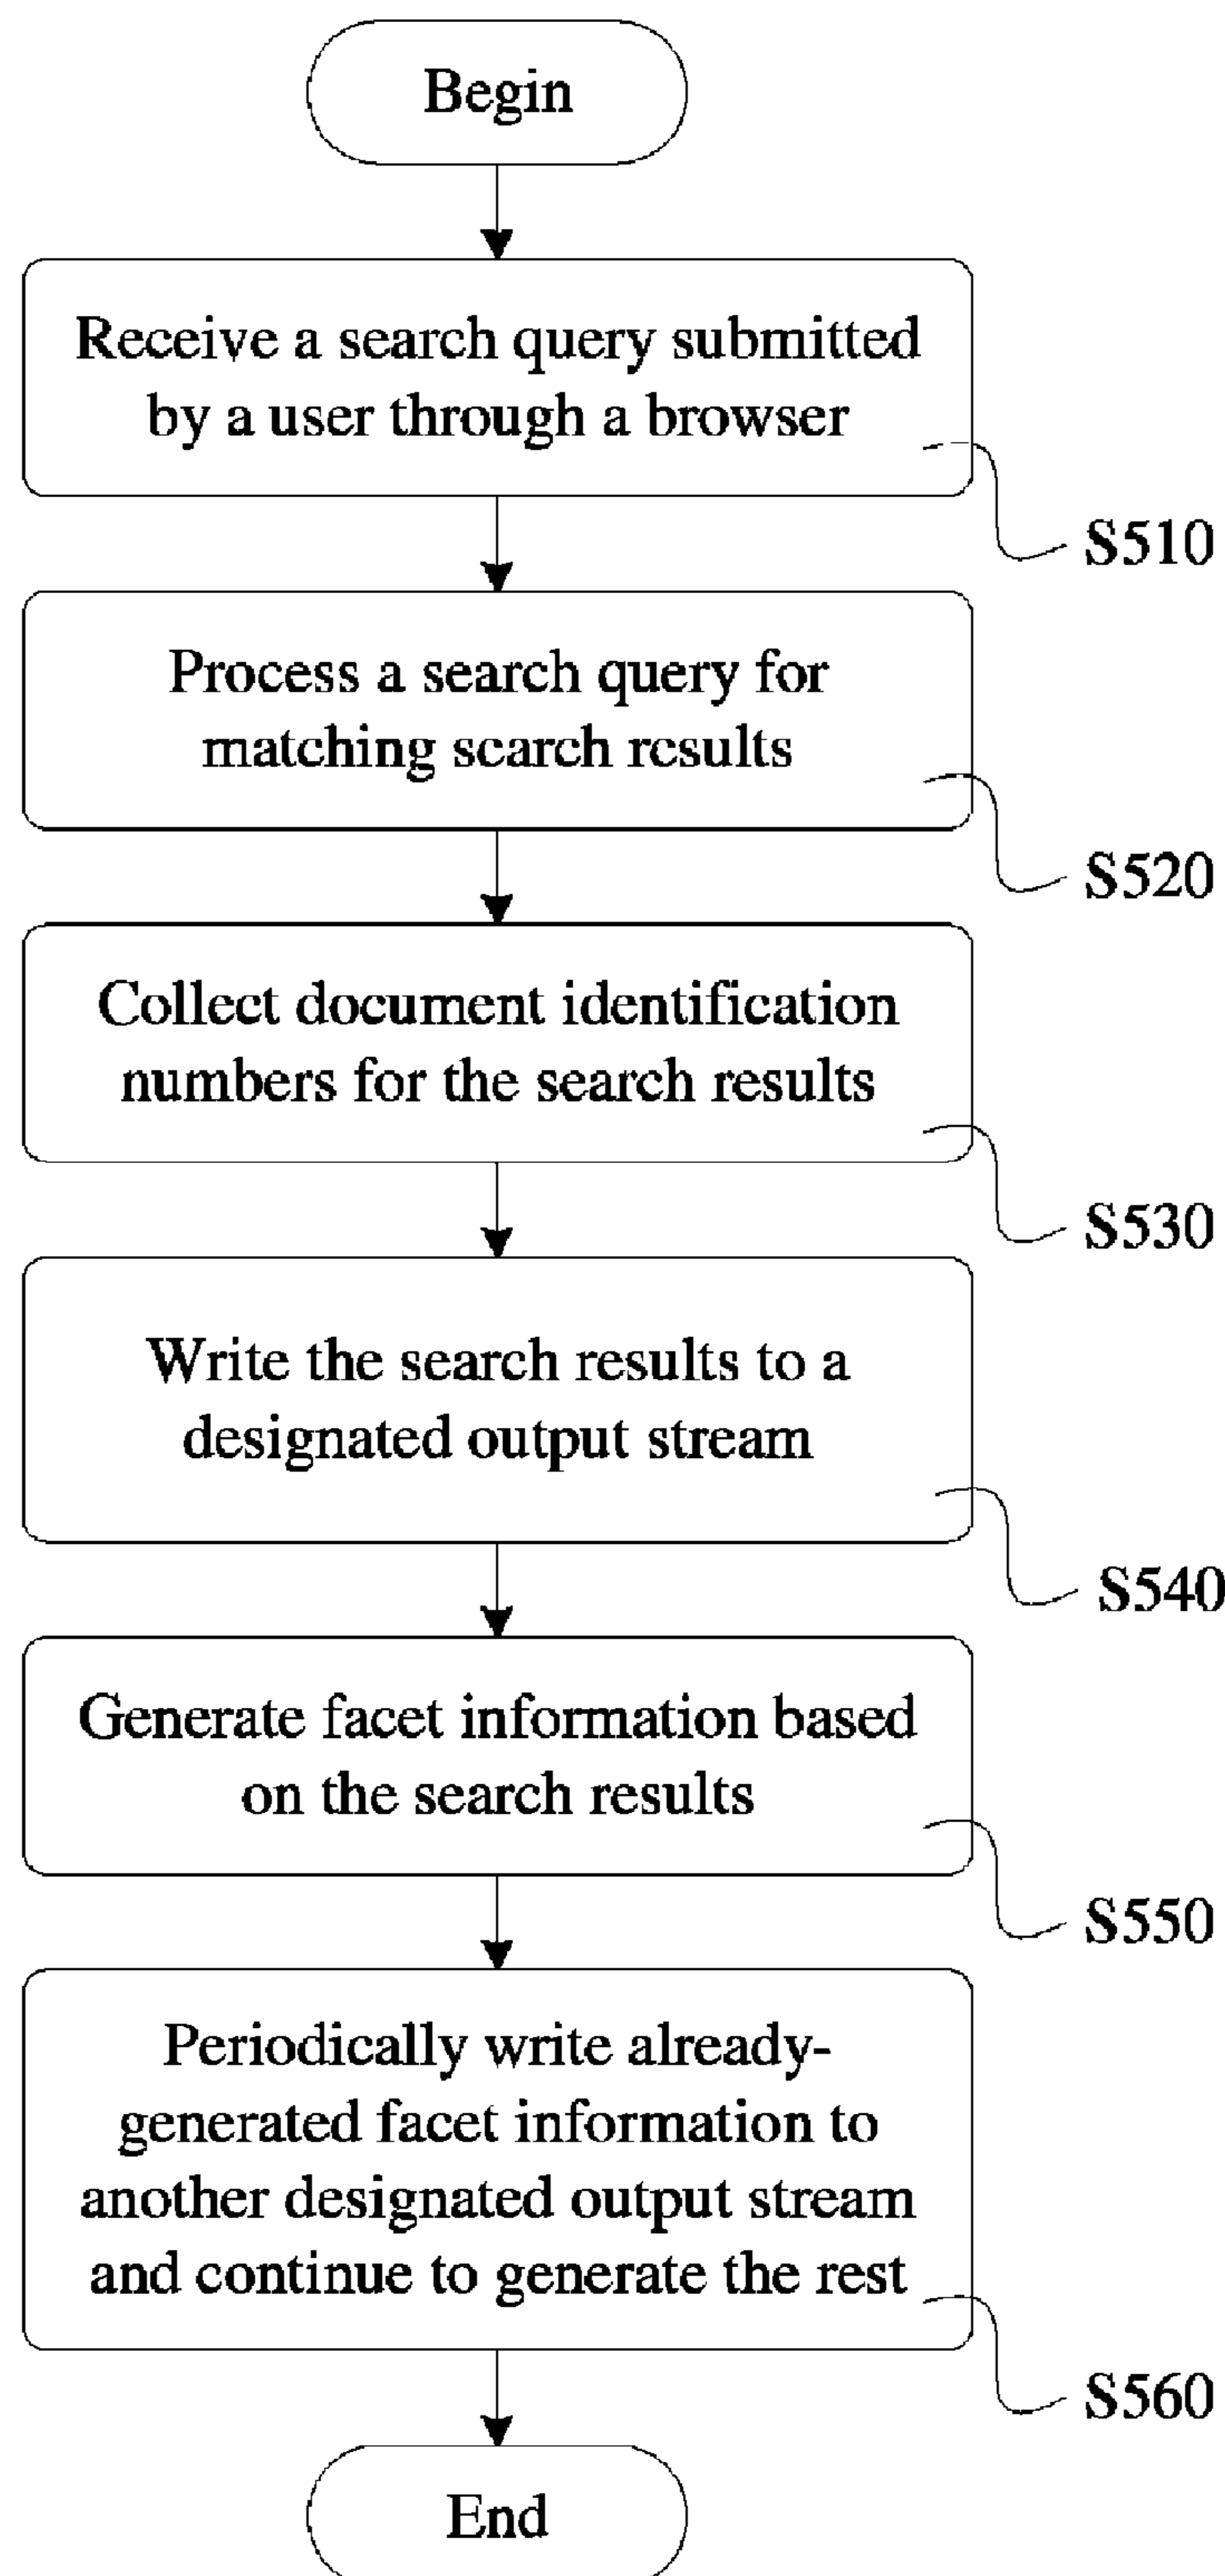 Begin
Receive a search query submitted
by a user through a browser
S510
Process a search query for
matching search results
S520
Collect document identification
numbers for the search results
S530
Write the search results to a
designated output stream
S540
Generate facet information based
on the search results
S550
Periodically write already-
generated facet information to
another designated output stream
and continue to generate the rest
S560
End